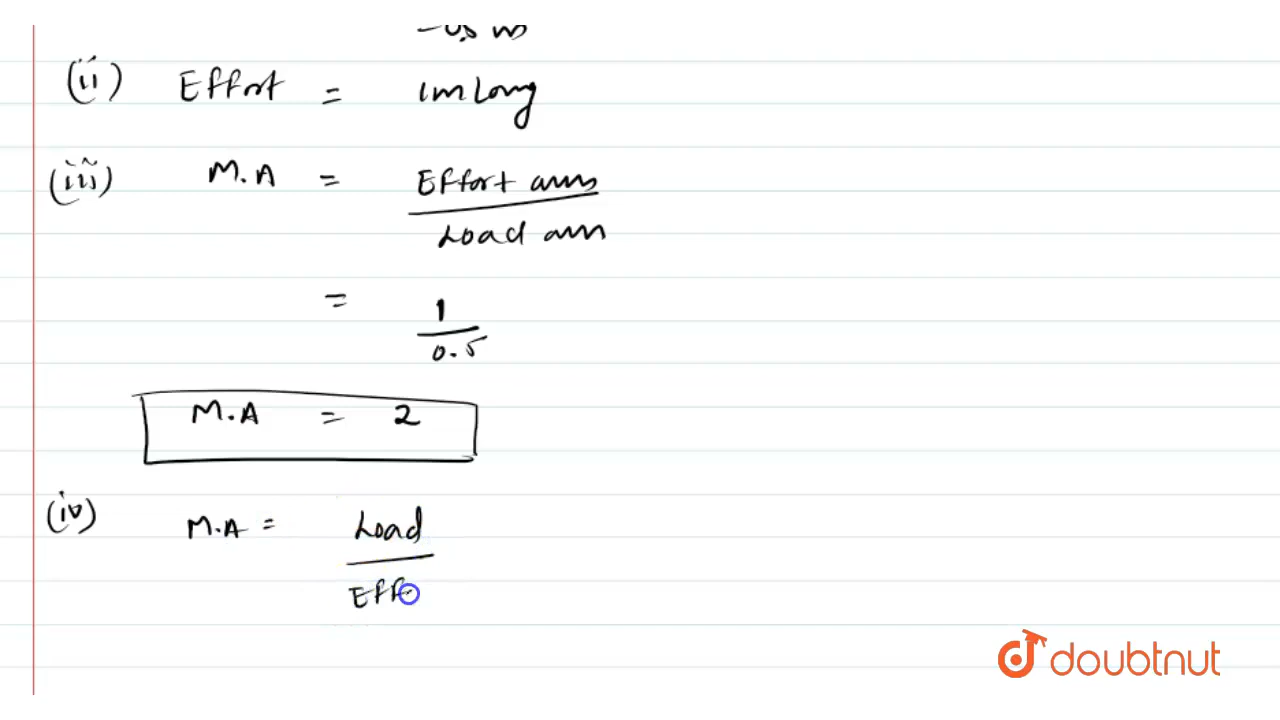 (ii) Effort = 1m Long
(iii) M.A = Effort arm
Load arm
= 1
0.5
M.A = 2
(iv) M.A = Load
Eff
doubtnut